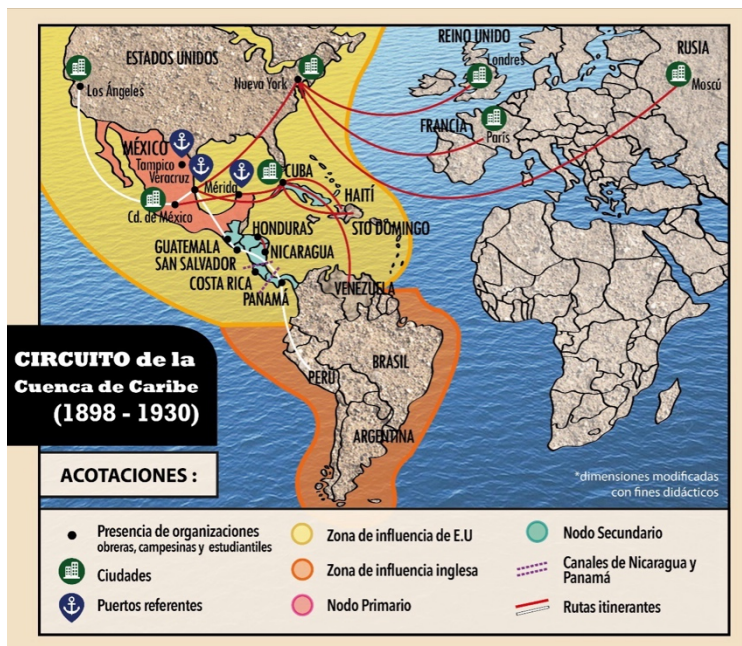 ESTADOS UNIDOS
Los Ángeles
Nueva York
REINO UNIDO
Londres
FRANCIA
París
RUSIA
Moscú
MÉXICO
Tampico
Veracruz
Mérida
Cd. de México
CUBA
HAITÍ
STO DOMINGO
HONDURAS
GUATEMALA
NICARAGUA
SAN SALVADOR
COSTA RICA
PANAMÁ
VENEZUELA
BRASIL
PERÚ
ARGENTINA
CIRCUITO de la
Cuenca de Caribe
(1898 - 1930)
ACOTACIONES :
*dimensiones modificadas
con fines didácticos
Presencia de organizaciones
obreras, campesinas y estudiantiles
Ciudades
Puertos referentes
Zona de influencia de E.U
Zona de influencia inglesa
Nodo Primario
Nodo Secundario
Canales de Nicaragua y
Panamá
Rutas itinerantes